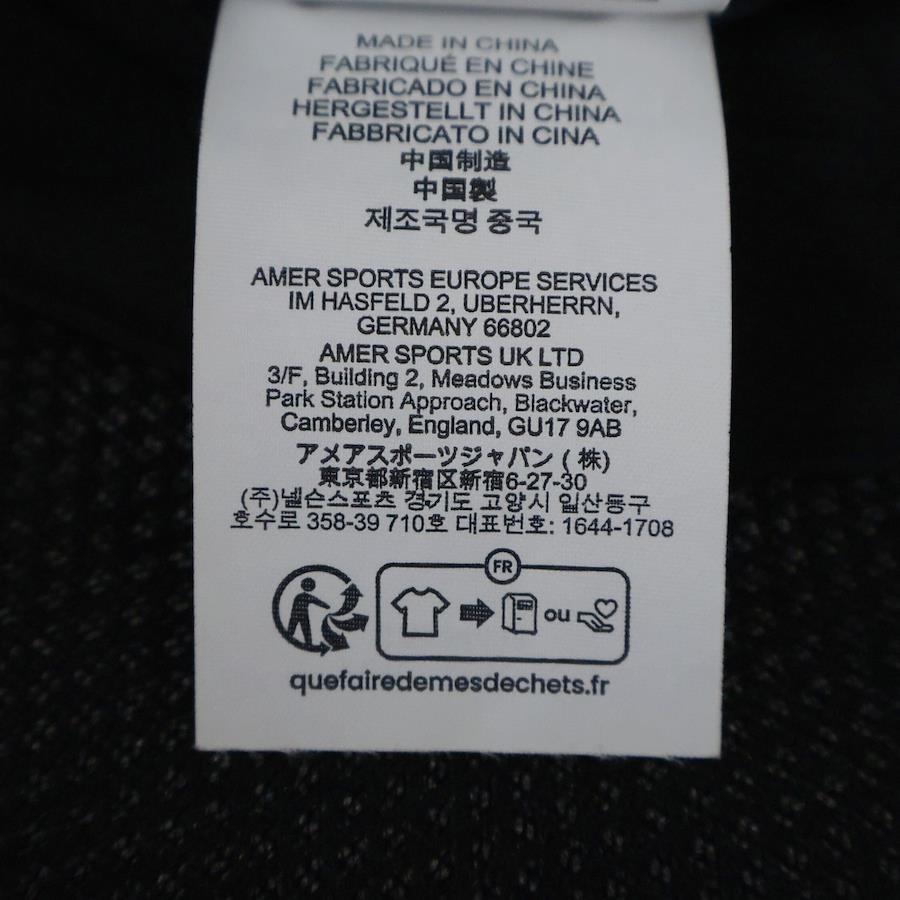 MADE IN CHINA
FABRIQUÉ EN CHINE
FABRICADO EN CHINA
HERGESTELLT IN CHINA
FABBRICATO IN CINA
中国制造
中国製
제조국명 중국
AMER SPORTS EUROPE SERVICES
IM HASFELD 2, UBERHERRN,
GERMANY 66802
AMER SPORTS UK LTD
3/F, Building 2, Meadows Business
Park Station Approach, Blackwater,
Camberley, England, GU17 9AB
アメアスポーツジャパン (株)
東京都新宿区新宿6-27-30
(주)넬슨스포츠 경기도 고양시 일산동구
호수로 358-39 710호 대표번호: 1644-1708
FR
ou
quefairedemesdechets.fr